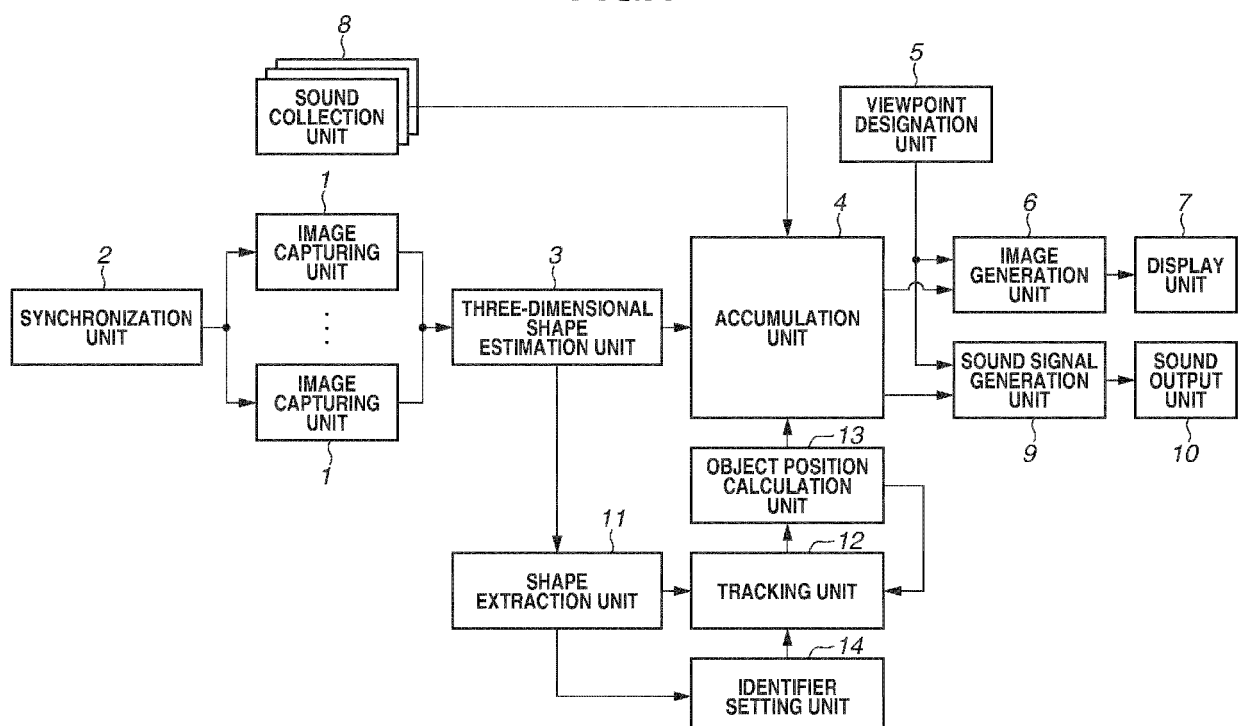 8
SOUND
COLLECTION
UNIT
5
VIEWPOINT
DESIGNATION
UNIT
1
IMAGE
CAPTURING
UNIT
2
SYNCHRONIZATION
UNIT
3
THREE-DIMENSIONAL
SHAPE
ESTIMATION UNIT
4
ACCUMULATION
UNIT
6
IMAGE
GENERATION
UNIT
7
DISPLAY
UNIT
IMAGE
CAPTURING
UNIT
1
SOUND SIGNAL
GENERATION
UNIT
9
SOUND
OUTPUT
UNIT
10
13
OBJECT POSITION
CALCULATION
UNIT
11
SHAPE
EXTRACTION UNIT
12
TRACKING UNIT
14
IDENTIFIER
SETTING UNIT